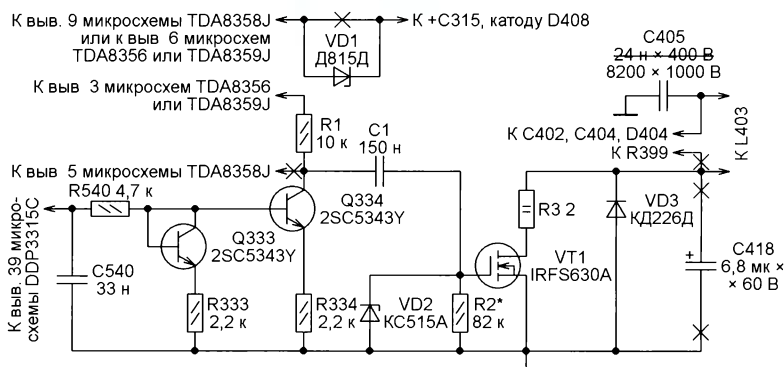 К выв. 9 микросхемы TDA8358J
или к выв 6 микросхем
TDA8356 или TDA8359J
VD1
Д815Д
К +C315, катоду D408
C405
24 н × 400 В
8200 × 1000 В
К выв 3 микросхем TDA8356
или TDA8359J
R1
10 к
C1
150 н
К C402, C404, D404
К R399
К L403
К выв 5 микросхемы TDA8358J
R540 4,7 к
Q334
2SC5343Y
Q333
2SC5343Y
R3 2
VD3
КД226Д
К выв. 39 микро-
схемы DDP3315C
C540
33 н
R333
2,2 к
R334
2,2 к
VD2
КС515А
R2*
82 к
VT1
IRFS630A
C418
+
6,8 мк ×
× 60 В